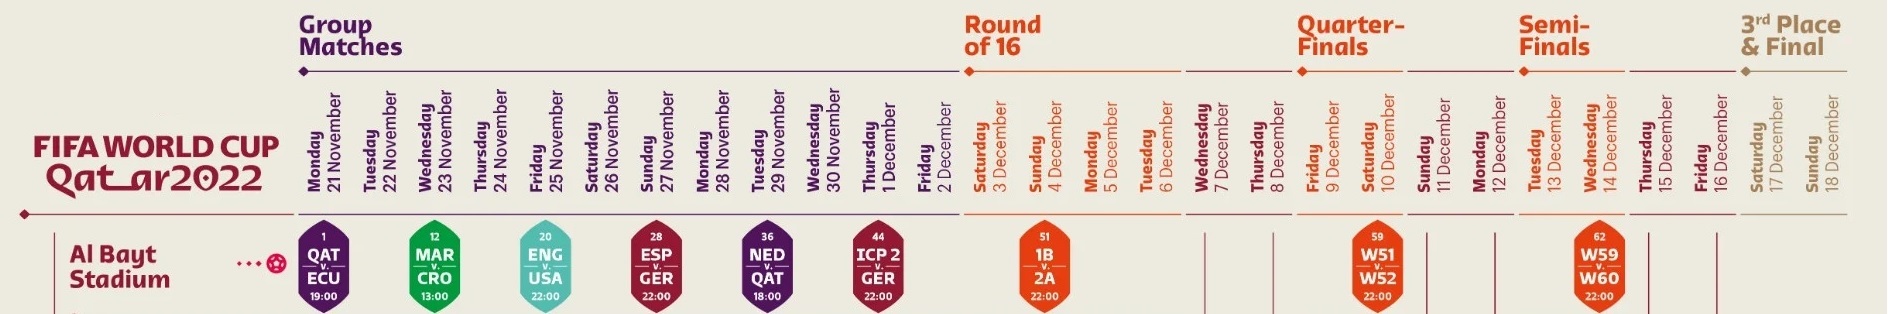 Group
Matches
Round
of 16
Quarter-
Finals
Semi-
Finals
3rd Place
& Final
FIFA WORLD CUP
Qatar2022
Monday
21 November
Tuesday
22 November
Wednesday
23 November
Thursday
24 November
Friday
25 November
Saturday
26 November
Sunday
27 November
Monday
28 November
Tuesday
29 November
Wednesday
30 November
Thursday
1 December
Friday
2 December
Saturday
3 December
Sunday
4 December
Monday
5 December
Tuesday
6 December
Wednesday
7 December
Thursday
8 December
Friday
9 December
Saturday
10 December
Sunday
11 December
Monday
12 December
Tuesday
13 December
Wednesday
14 December
Thursday
15 December
Friday
16 December
Saturday
17 December
Sunday
18 December
Al Bayt
Stadium
1
QAT
v.
ECU
19:00
12
MAR
v.
CRO
13:00
20
ENG
v.
USA
22:00
28
ESP
v.
GER
22:00
36
NED
v.
QAT
18:00
44
ICP 2
v.
GER
22:00
51
1B
v.
2A
22:00
59
W51
v.
W52
22:00
62
W59
v.
W60
22:00